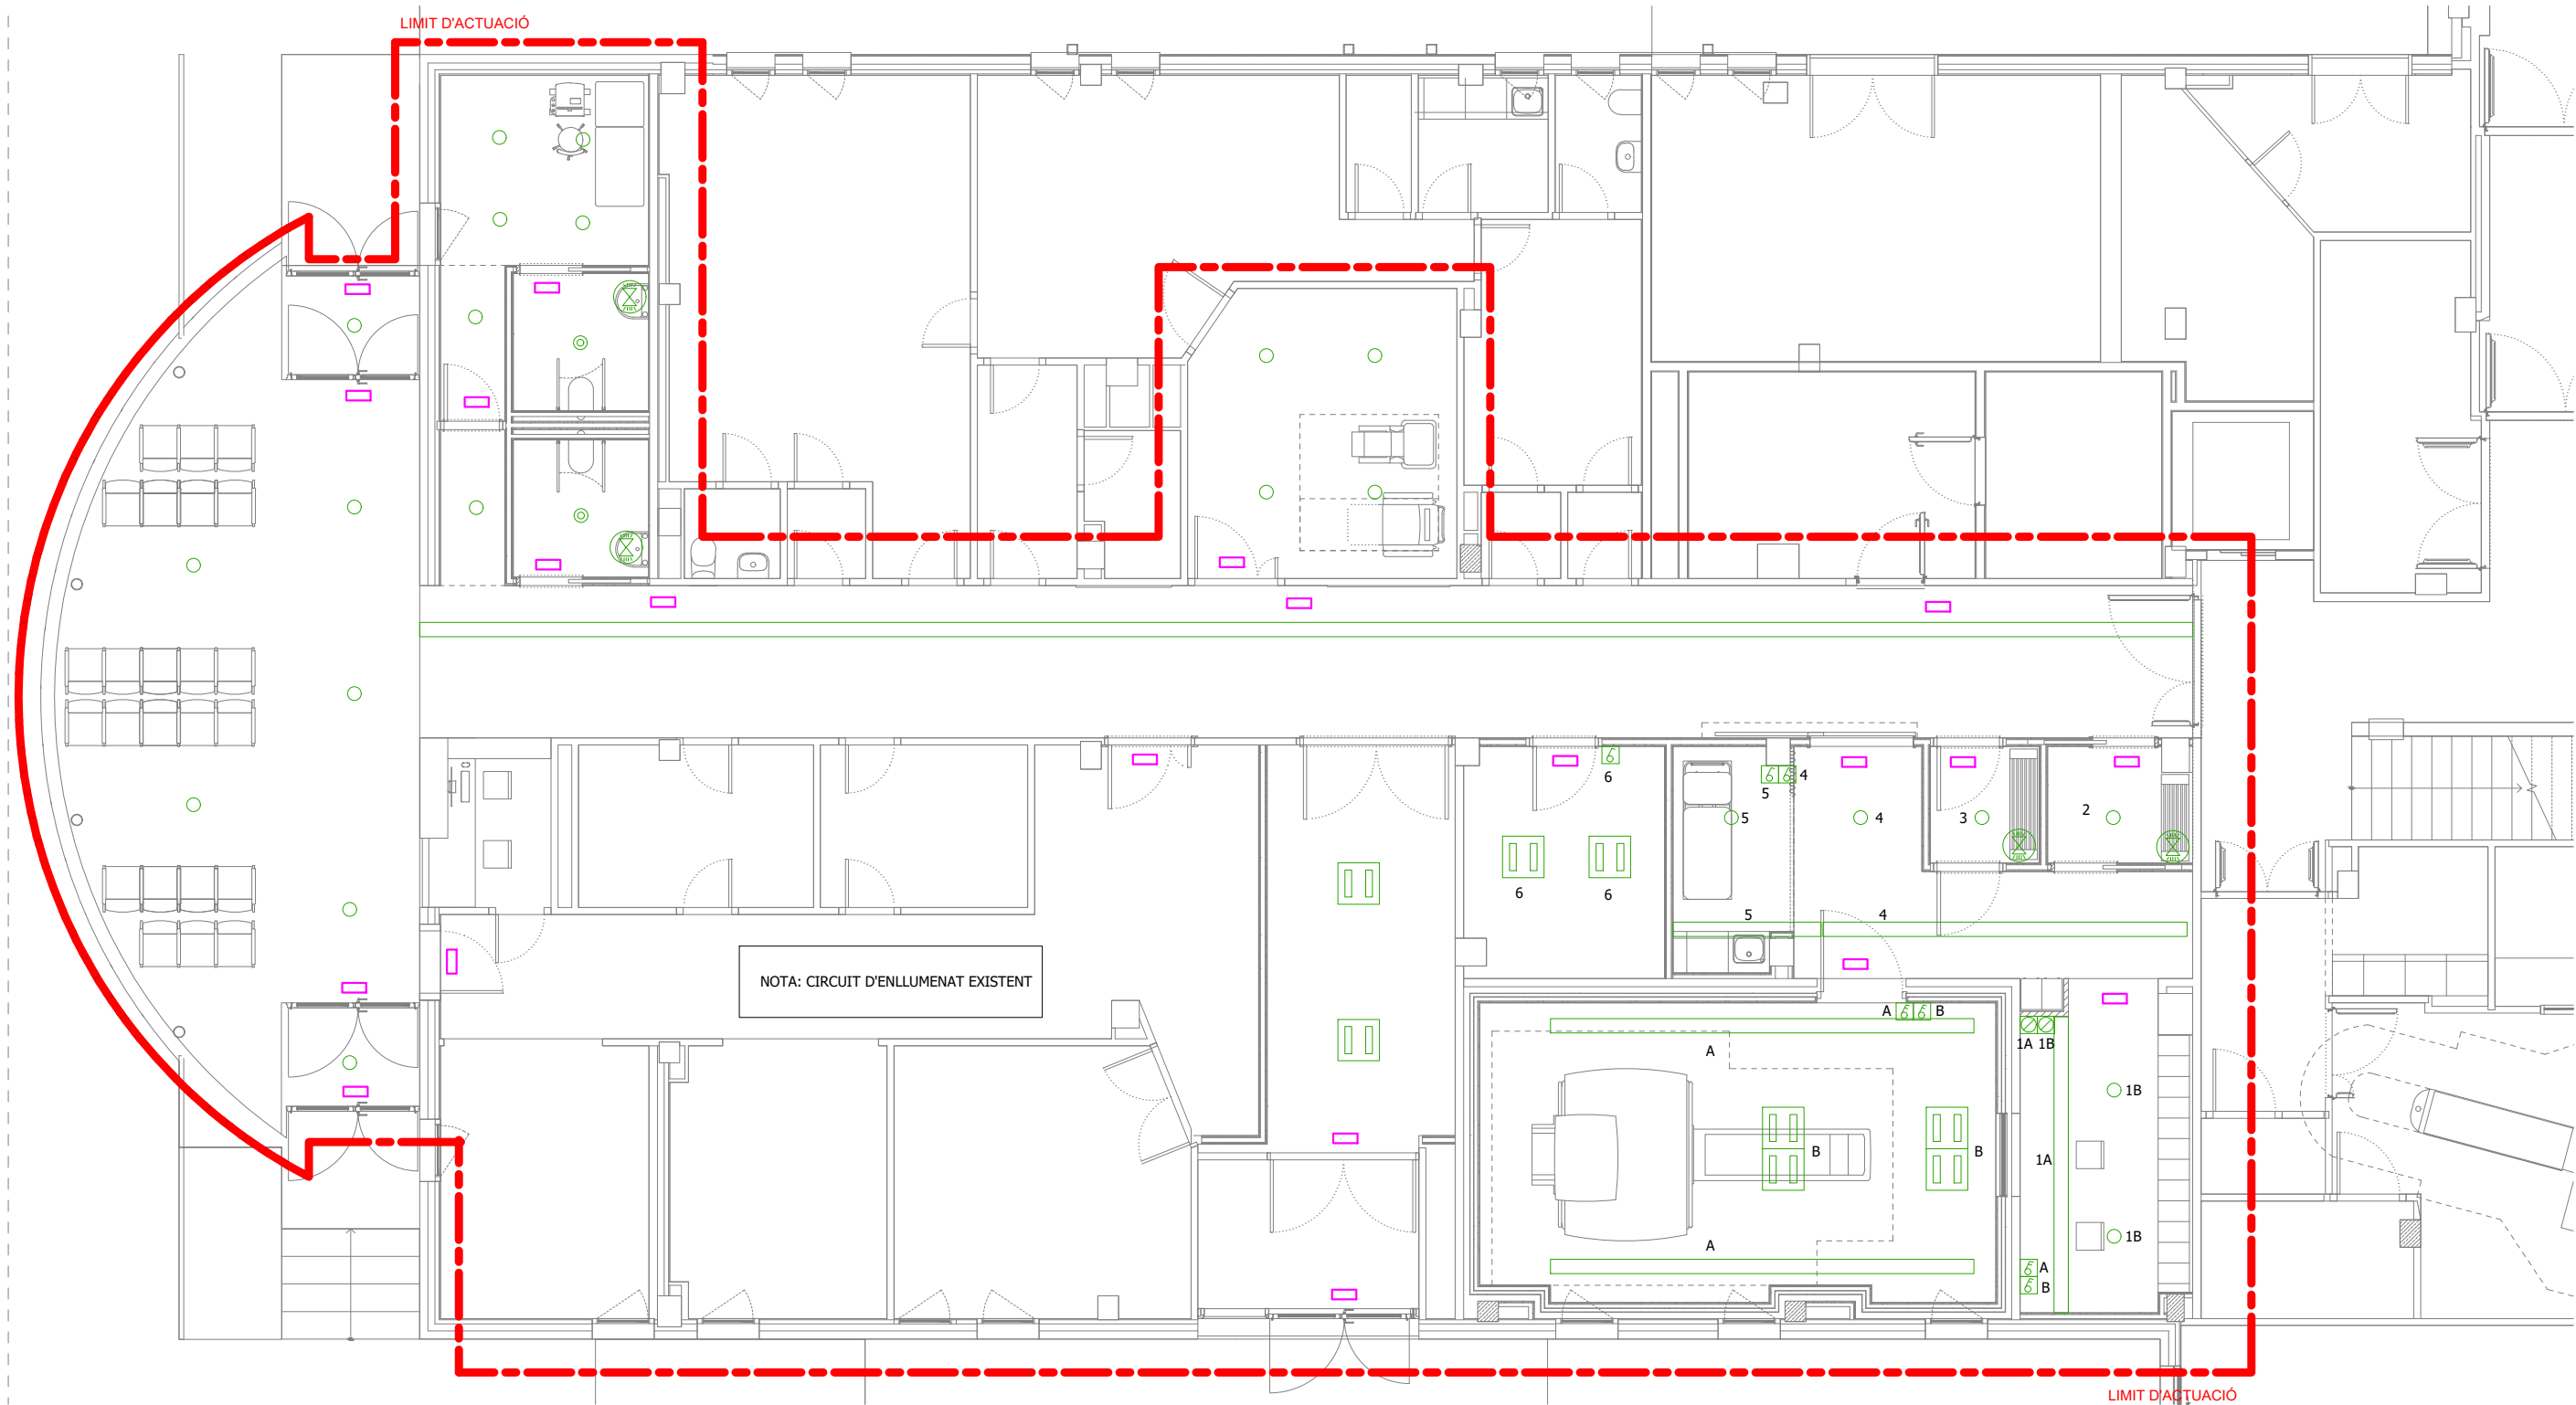 LIMIT D'ACTUACIÓ
6
5
4
5
4
3
2
6
6
5
4
NOTA: CIRCUIT D'ENLLUMENAT EXISTENT
A
B
1A
1B
A
1B
B
B
1A
1B
A
A
B
LIMIT D'ACTUACIÓ